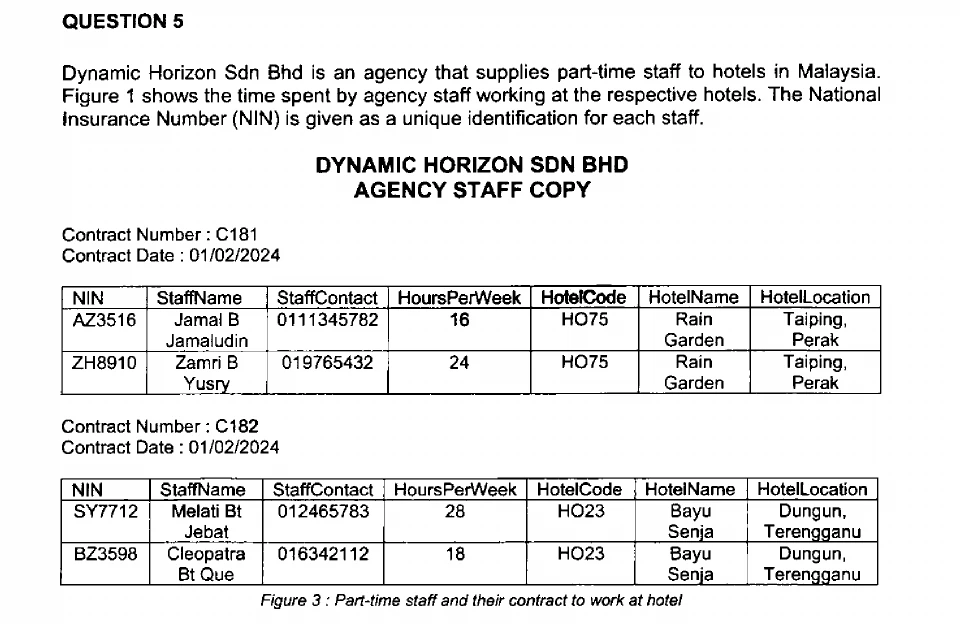 QUESTION 5
Dynamic Horizon Sdn Bhd is an agency that supplies part-time staff to hotels in Malaysia.
Figure 1 shows the time spent by agency staff working at the respective hotels. The National
Insurance Number (NIN) is given as a unique identification for each staff.
DYNAMIC HORIZON SDN BHD
AGENCY STAFF COPY
Contract Number : C181
Contract Date : 01/02/2024
NIN StaffName StaffContact HoursPerWeek HotelCode HotelName HotelLocation
AZ3516 Jamal B 0111345782 16 HO75 Rain Taiping,
Jamaludin Garden Perak
ZH8910 Zamri B 019765432 24 HO75 Rain Taiping,
Yusry Garden Perak
Contract Number : C182
Contract Date : 01/02/2024
NIN StaffName StaffContact HoursPerWeek HotelCode HotelName HotelLocation
SY7712 Melati Bt 012465783 28 HO23 Bayu Dungun,
Jebat Senja Terengganu
BZ3598 Cleopatra 016342112 18 HO23 Bayu Dungun,
Bt Que Senja Terengganu
Figure 3 : Part-time staff and their contract to work at hotel